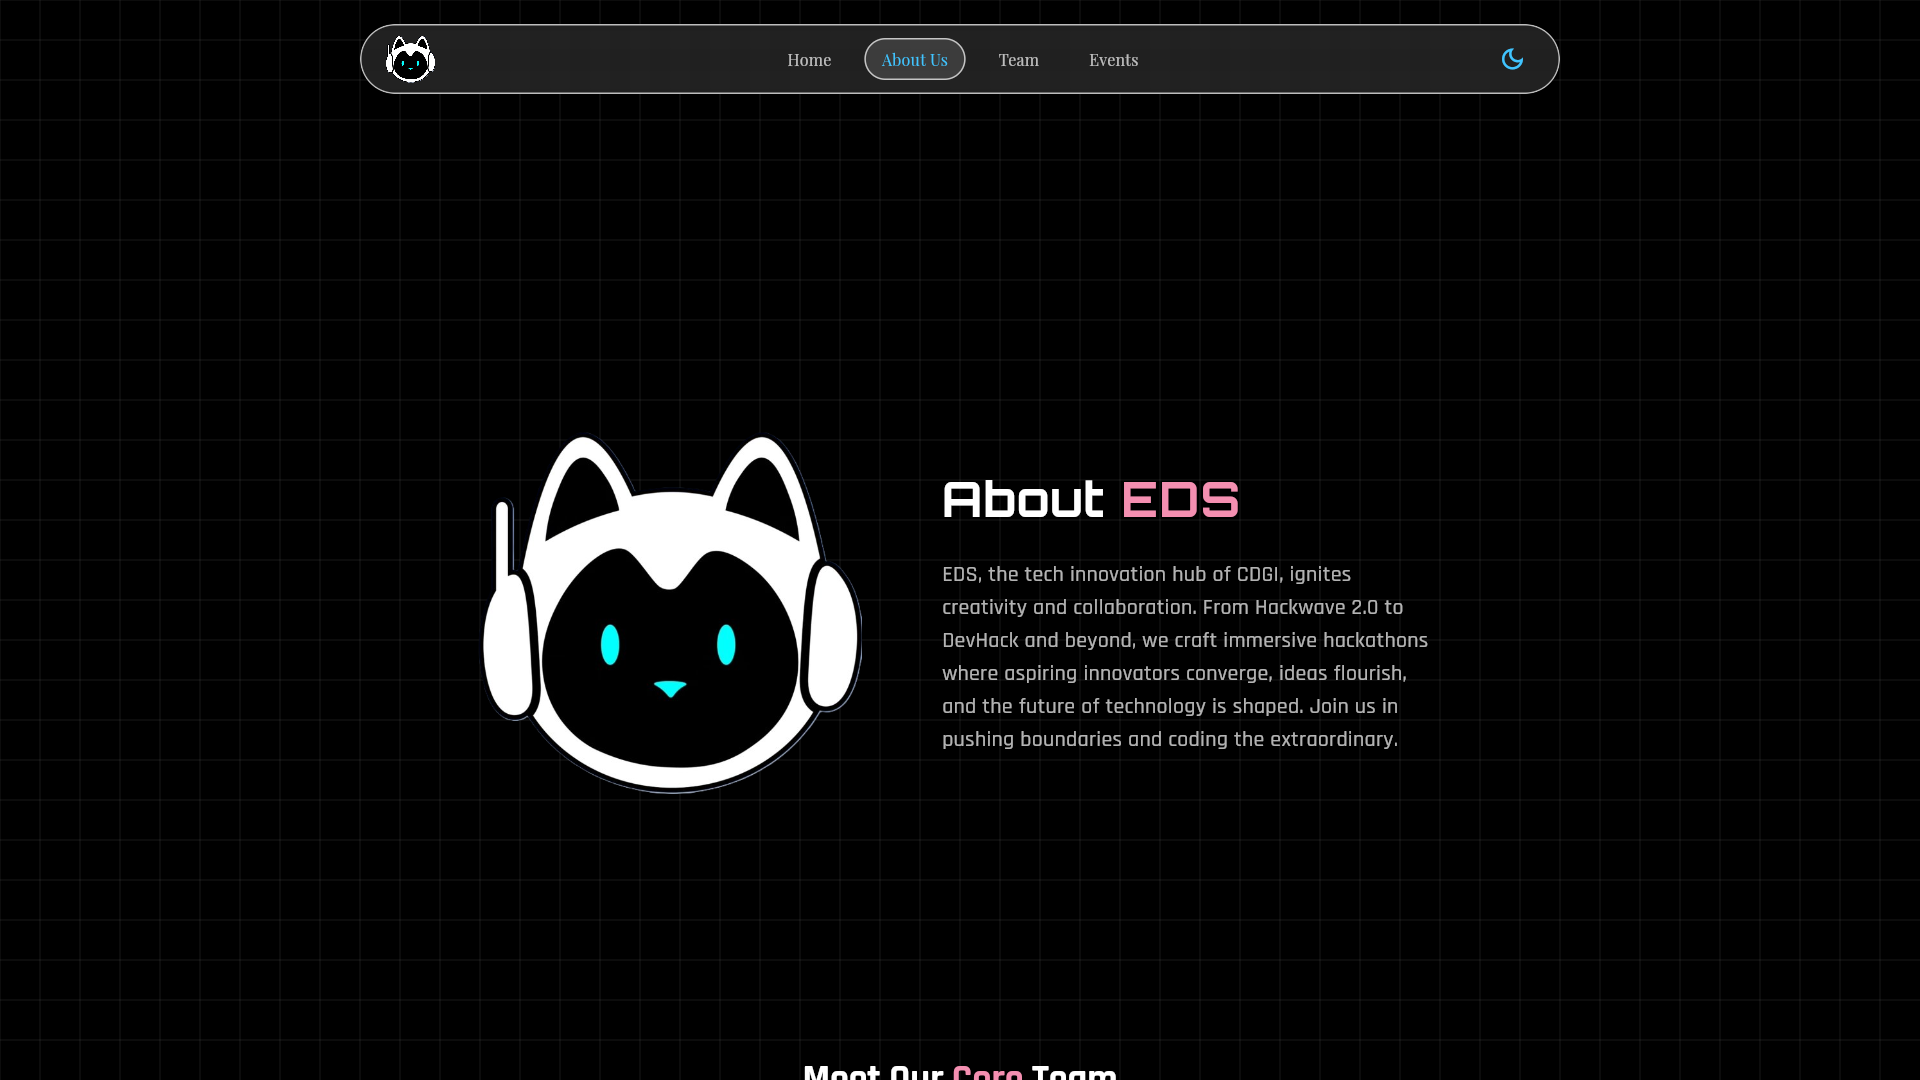 Home
About Us
Team
Events
About EDS
EDS, the tech innovation hub of CDGI, ignites
creativity and collaboration. From Hackwave 2.0 to
DevHack and beyond, we craft immersive hackathons
where aspiring innovators converge, ideas flourish,
and the future of technology is shaped. Join us in
pushing boundaries and coding the extraordinary.
Meet Our Core Team